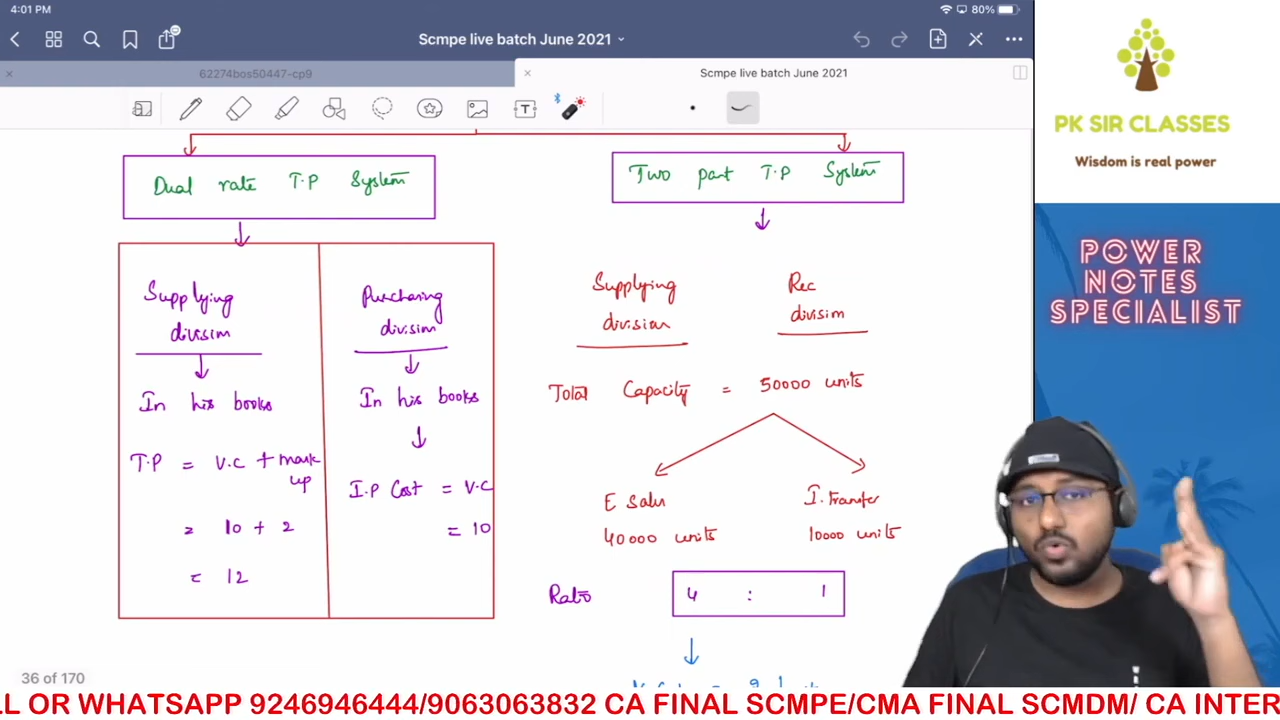 4:01 PM
80%
Scmpe live batch June 2021
62274bos50447-cp9
Scmpe live batch June 2021
Dual rate T.P System
Two part T.P System
Supplying
division
Purchasing
division
In his books
In his books
T.P = V.C + mark
up
I.P Cost = V.C
= 10 + 2
= 10
= 12
Supplying
division
Rec
division
Total Capacity = 50000 units
E Sales
40000 units
I. transfer
10000 units
Ratio
4 : 1
36 of 170
PK SIR CLASSES
Wisdom is real power
POWER
NOTES
SPECIALIST
LL OR WHATSAPP 9246946444/9063063832 CA FINAL SCMPE/CMA FINAL SCMDM/ CA INTER